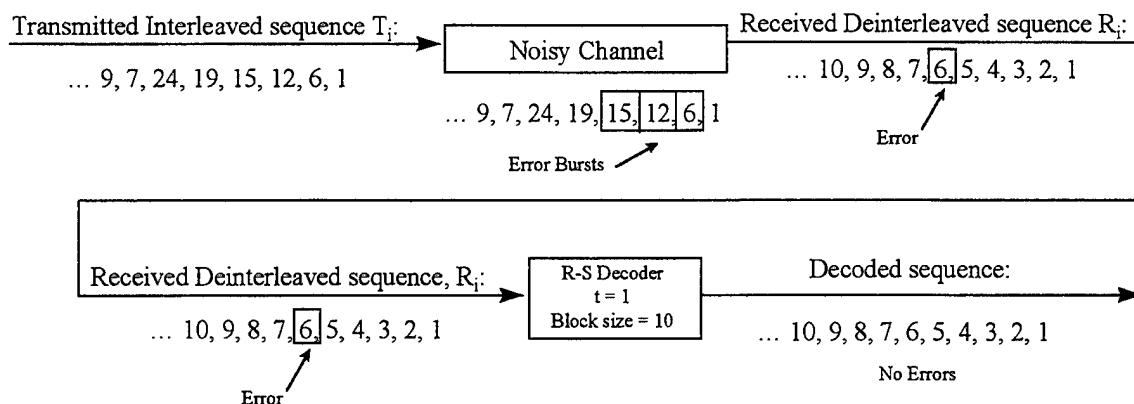 Transmitted Interleaved sequence Ti:
Noisy Channel
Received Deinterleaved sequence Ri:
... 9, 7, 24, 19, 15, 12, 6, 1
... 9, 7, 24, 19, 15, 12, 6, 1
Error Bursts
... 10, 9, 8, 7, 6, 5, 4, 3, 2, 1
Error
Received Deinterleaved sequence, Ri:
R-S Decoder
t = 1
Block size = 10
Decoded sequence:
... 10, 9, 8, 7, 6, 5, 4, 3, 2, 1
Error
... 10, 9, 8, 7, 6, 5, 4, 3, 2, 1
No Errors